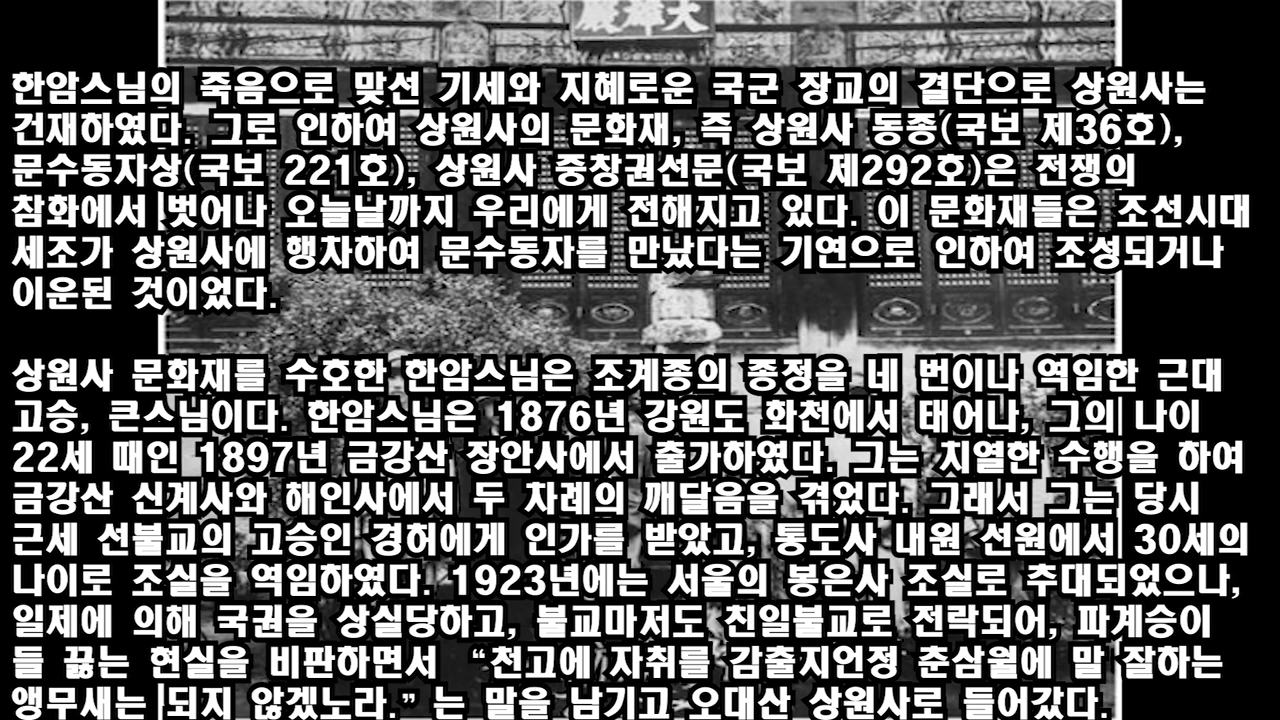 한암스님의 죽음으로 맞선 기세와 지혜로운 국군 장교의 결단으로 상원사는
건재하였다. 그로 인하여 상원사의 문화재, 즉 상원사 동종(국보 제36호),
문수동자상(국보 221호), 상원사 중창권선문(국보 제292호)은 전쟁의
참화에서 벗어나 오늘날까지 우리에게 전해지고 있다. 이 문화재들은 조선시대
세조가 상원사에 행차하여 문수동자를 만났다는 기연으로 인하여 조성되거나
이운된 것이었다.
상원사 문화재를 수호한 한암스님은 조계종의 종정을 네 번이나 역임한 근대
고승, 큰스님이다. 한암스님은 1876년 강원도 화천에서 태어나, 그의 나이
22세 때인 1897년 금강산 장안사에서 출가하였다. 그는 치열한 수행을 하여
금강산 신계사와 해인사에서 두 차례의 깨달음을 겪었다. 그래서 그는 당시
근세 선불교의 고승인 경허에게 인가를 받았고, 통도사 내원 선원에서 30세의
나이로 조실을 역임하였다. 1923년에는 서울의 봉은사 조실로 추대되었으나,
일제에 의해 국권을 상실당하고, 불교마저도 친일불교로 전락되어, 파계승이
들 끓는 현실을 비판하면서 “천고에 자취를 감출지언정 춘삼월에 말 잘하는
앵무새는 되지 않겠노라.” 는 말을 남기고 오대산 상원사로 들어갔다.